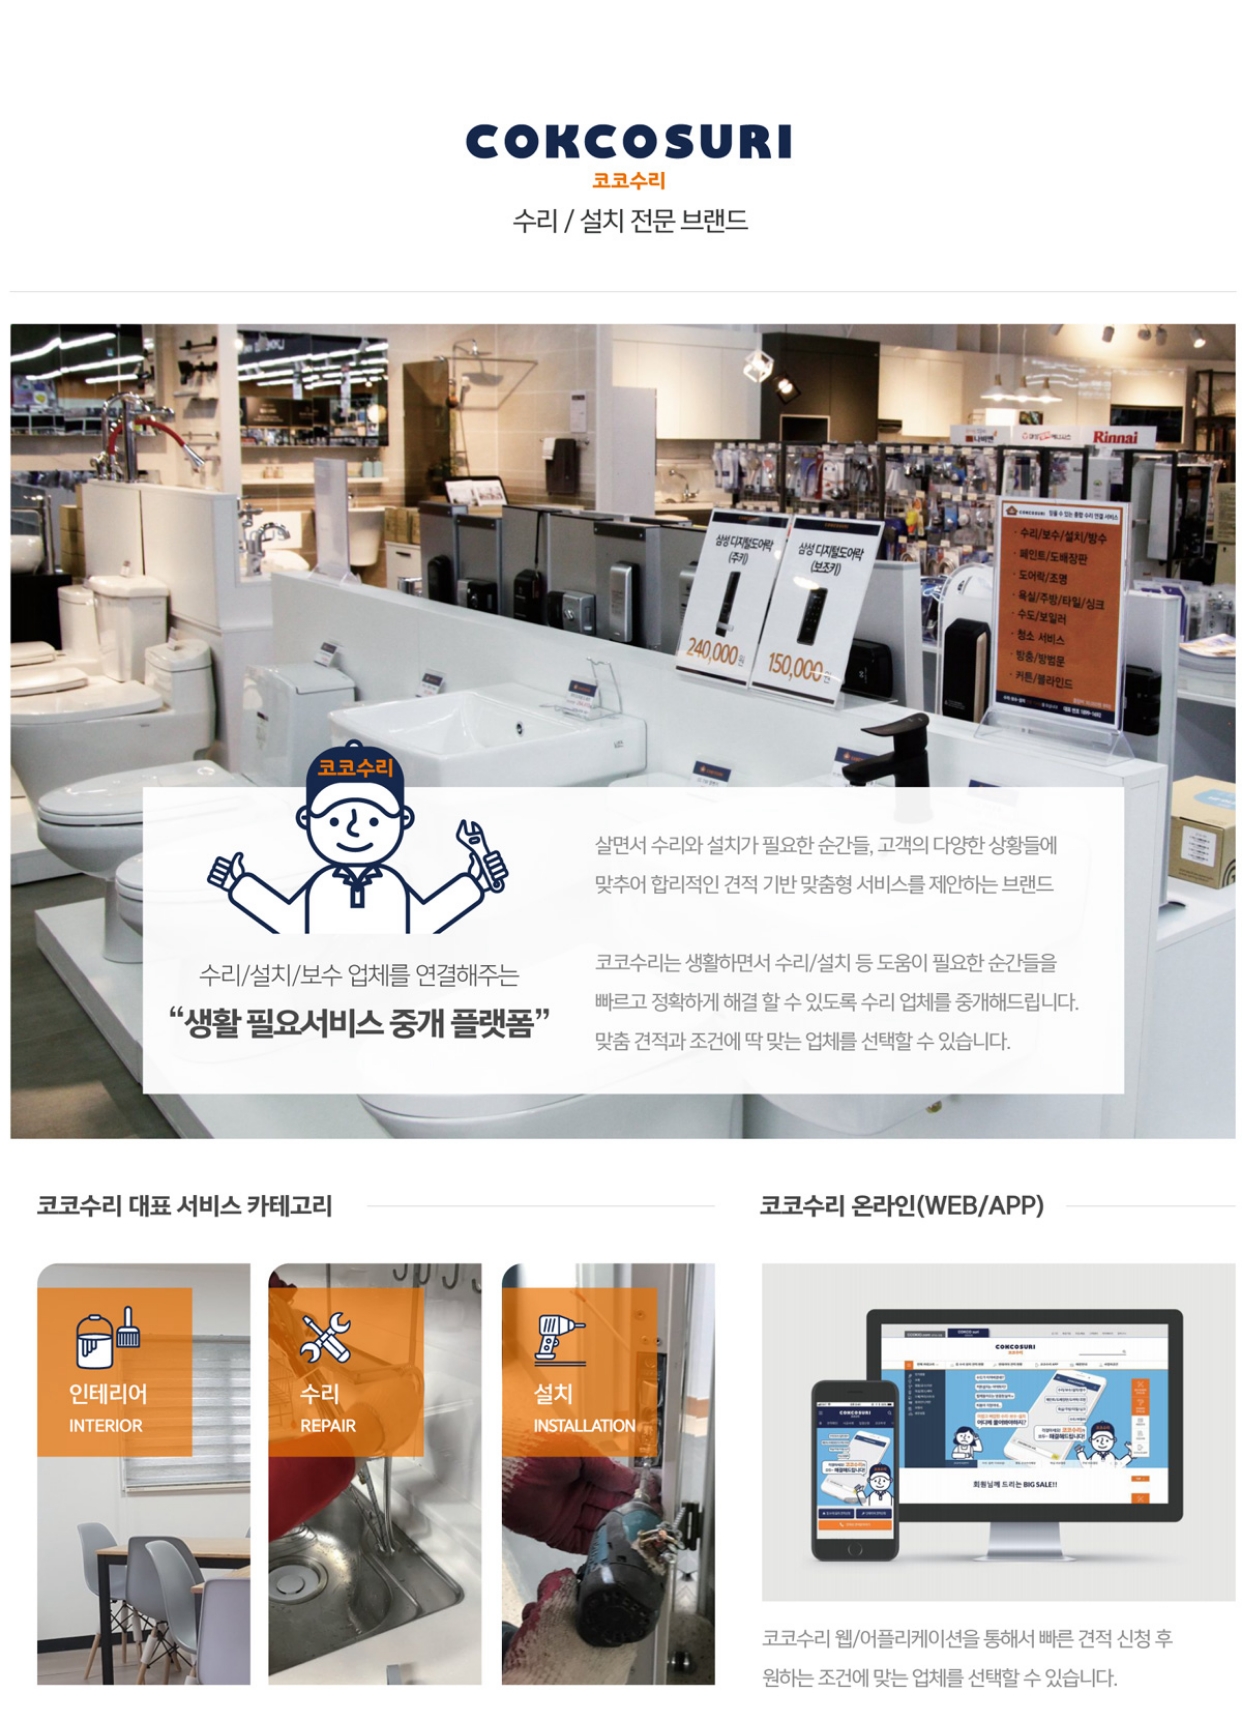 COKCOSURI
코코수리
수리 / 설치 전문 브랜드
Rinnai
삼성 디지털도어락
(주키)
240,000원
삼성 디지털도어락
(보조키)
150,000원
COKCOSURI 믿을 수 있는 종합 수리 연결 서비스
· 수리/보수/설치/방수
· 페인트/도배장판
· 도어락/조명
· 욕실/주방/타일/싱크
· 수도/보일러
· 청소 서비스
· 방충/방범문
· 커튼/블라인드
코코수리
수리/설치/보수 업체를 연결해주는
“생활 필요서비스 중개 플랫폼”
살면서 수리와 설치가 필요한 순간들, 고객의 다양한 상황들에
맞추어 합리적인 견적 기반 맞춤형 서비스를 제안하는 브랜드
코코수리는 생활하면서 수리/설치 등 도움이 필요한 순간들을
빠르고 정확하게 해결 할 수 있도록 수리 업체를 중개해드립니다.
맞춤 견적과 조건에 딱 맞는 업체를 선택할 수 있습니다.
코코수리 대표 서비스 카테고리
인테리어
INTERIOR
수리
REPAIR
설치
INSTALLATION
코코수리 온라인(WEB/APP)
COKCOSURI
회원님께 드리는 BIG SALE!!
COKCOSURI
코코수리 웹/어플리케이션을 통해서 빠른 견적 신청 후
원하는 조건에 맞는 업체를 선택할 수 있습니다.